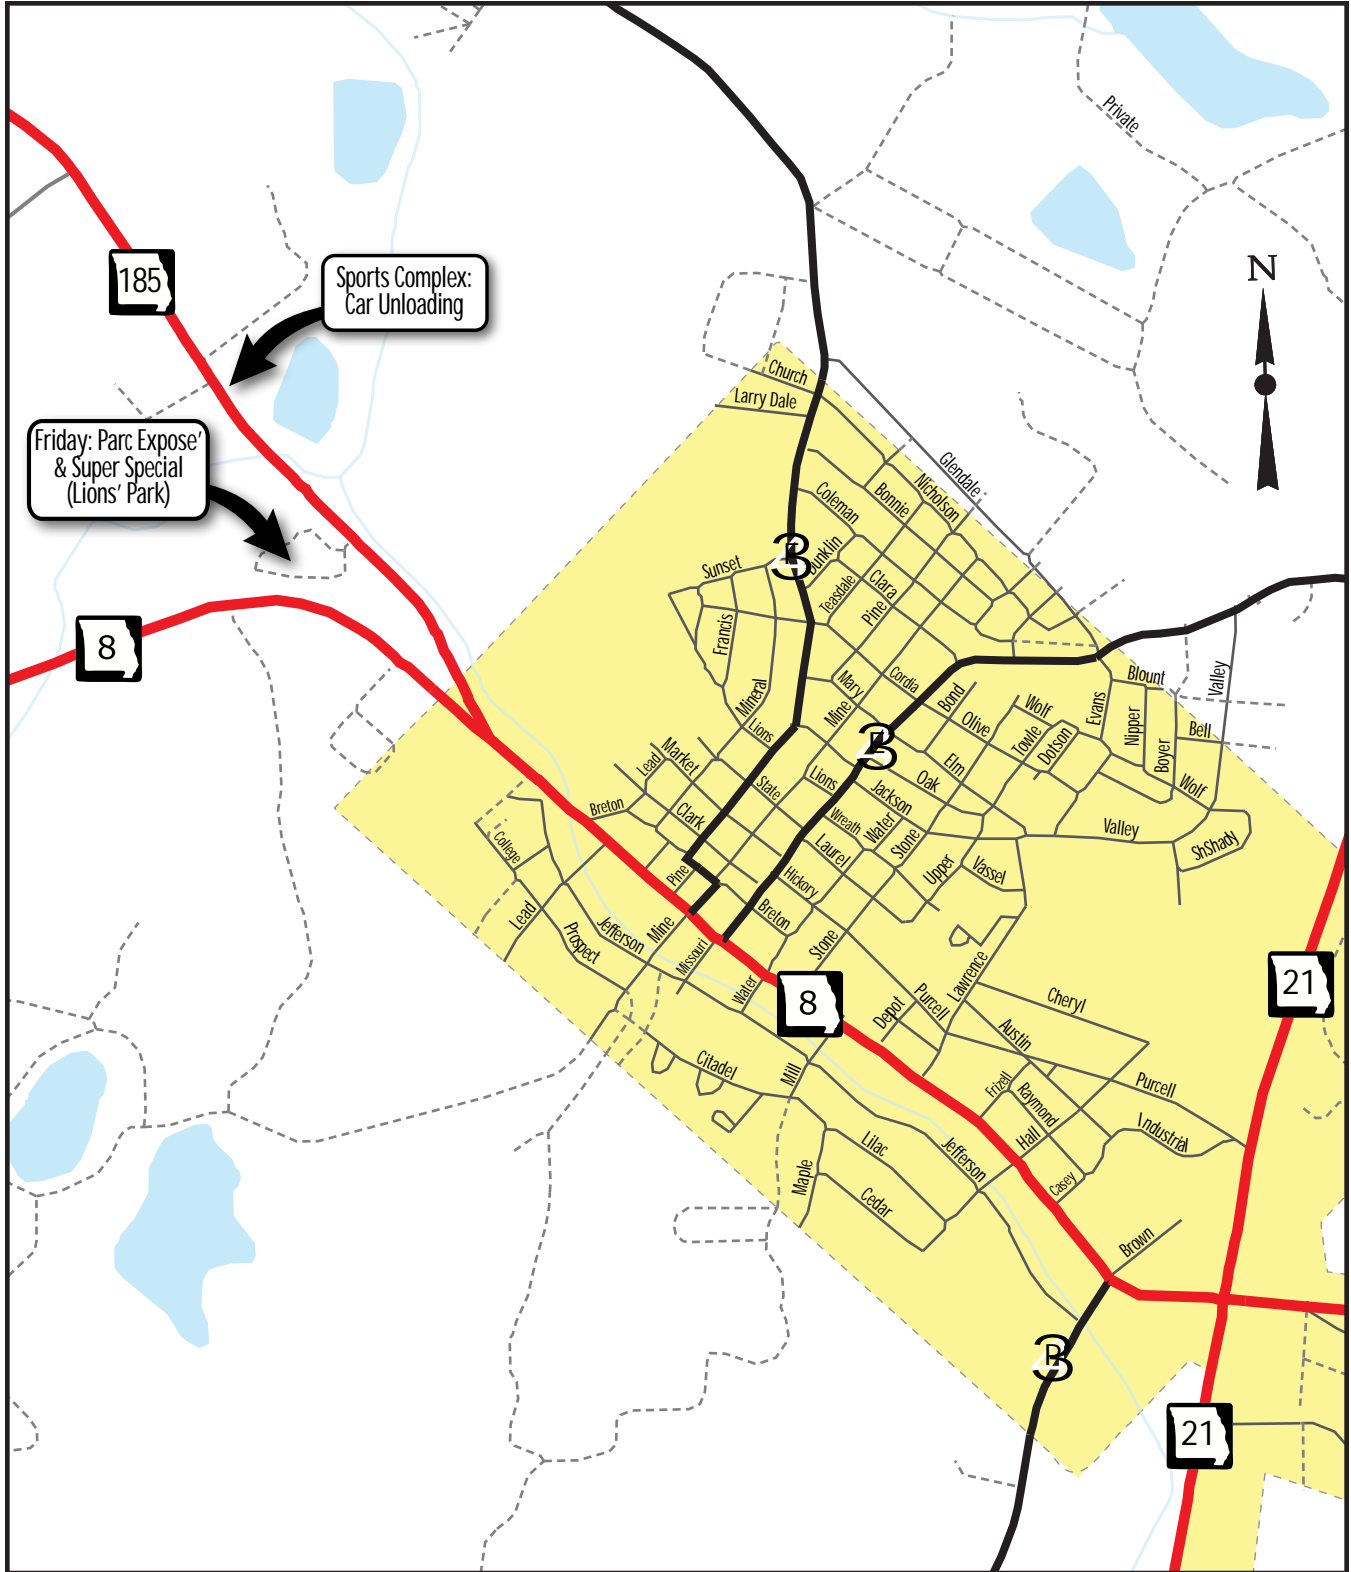 Private
N
185
Sports Complex:
Car Unloading
Church
Larry Dale
Friday: Parc Expose'
& Super Special
(Lions' Park)
Glendale
Nicholson
Bonnie
Coleman
Dunklin
Sunset
Teasdale
Clara
Pine
Francis
8
Cordia
Mary
Mineral
Mine
Bond
Blount
Valley
Evans
Nipper
Boyer
Bell
Wolf
Olive
Towle
Dotson
Lions
Market
Lead
State
Lions
Elm
Oak
Jackson
Wolf
Breton
Clark
Wreath
Water
Stone
Valley
ShShady
College
Laurel
Upper
Vassel
Pine
Hickory
Lead
Prospect
Jefferson
Mine
Breton
Missouri
Stone
Water
Lawrence
21
8
Depot
Purcell
Cheryl
Austin
Citadel
Mill
Frizell
Raymond
Purcell
Hall
Industrial
Lilac
Jefferson
Maple
Casey
Cedar
Brown
P
21